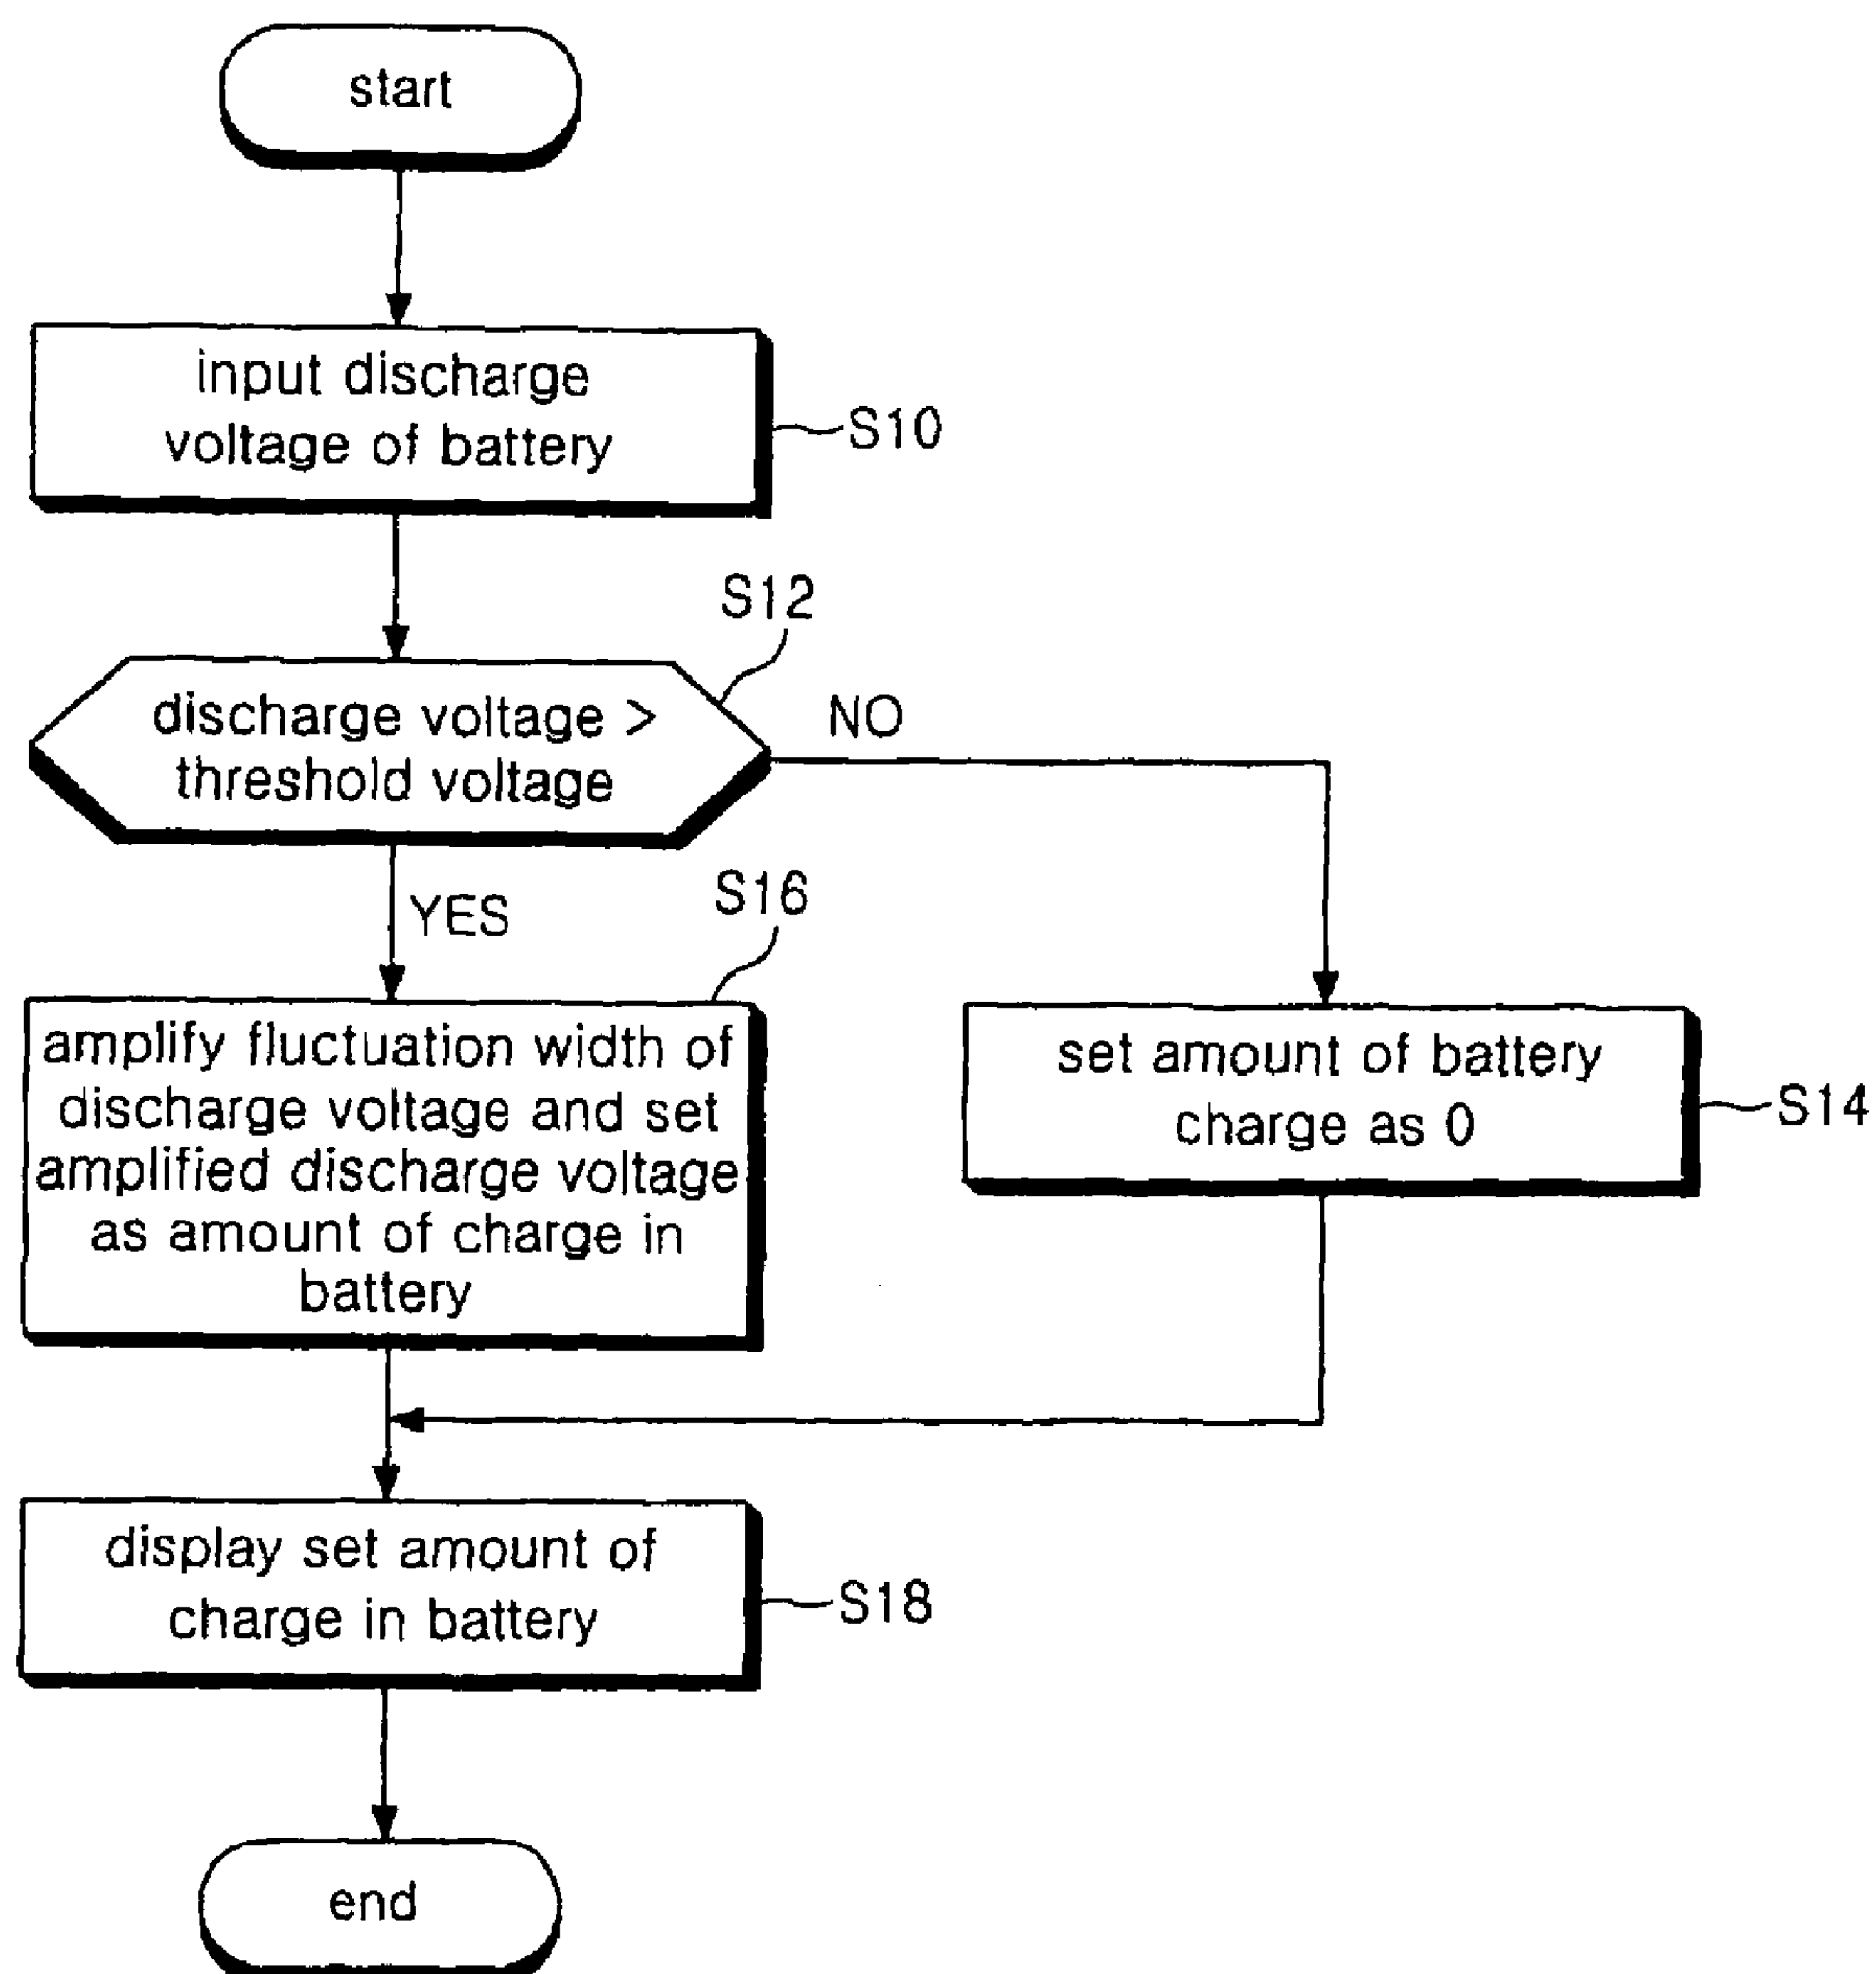 start
input discharge
voltage of battery
S10
S12
discharge voltage >
threshold voltage
NO
YES
S16
amplify fluctuation width of
discharge voltage and set
amplified discharge voltage
as amount of charge in
battery
set amount of battery
charge as 0
S14
display set amount of
charge in battery
S18
end